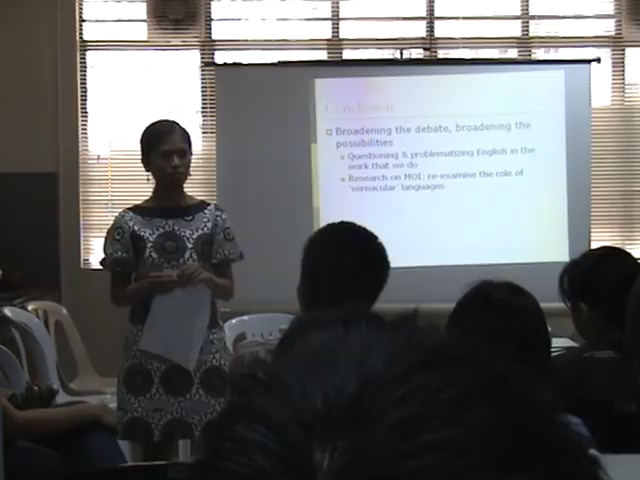 Conclusion
Broadening the debate, broadening the
possibilities
Questioning & problematizing English in the
work that we do
Research on MOI: re-examine the role of
'vernacular' languages